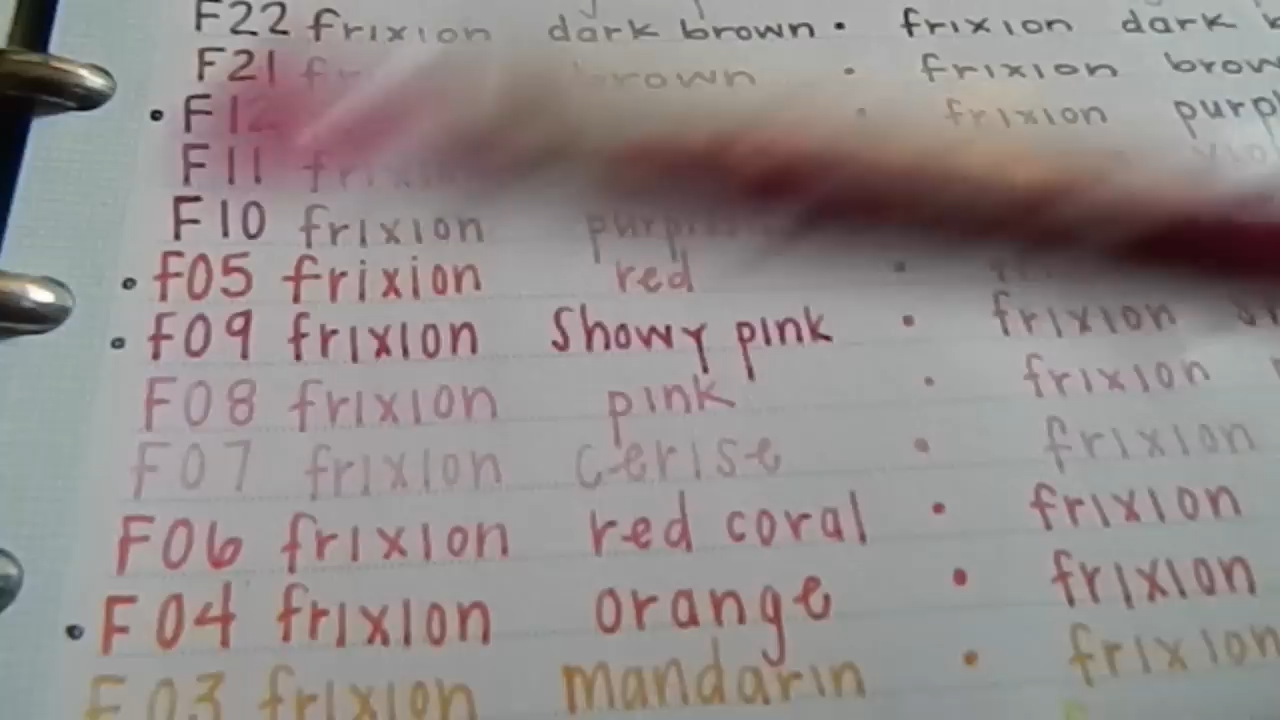 F22 frixion dark brown • frixion dark
F21 brown • frixion brow
• F12 • frixion purp
F11
F10 frixion
• f05 frixion red •
• f09 frixion Showy pink • frixion
F08 frixion pink • frixion
F07 frixion cerise • frixion
F06 frixion red coral • frixion
• F04 frixion orange • frixion
F03 frixion mandarin • frixion